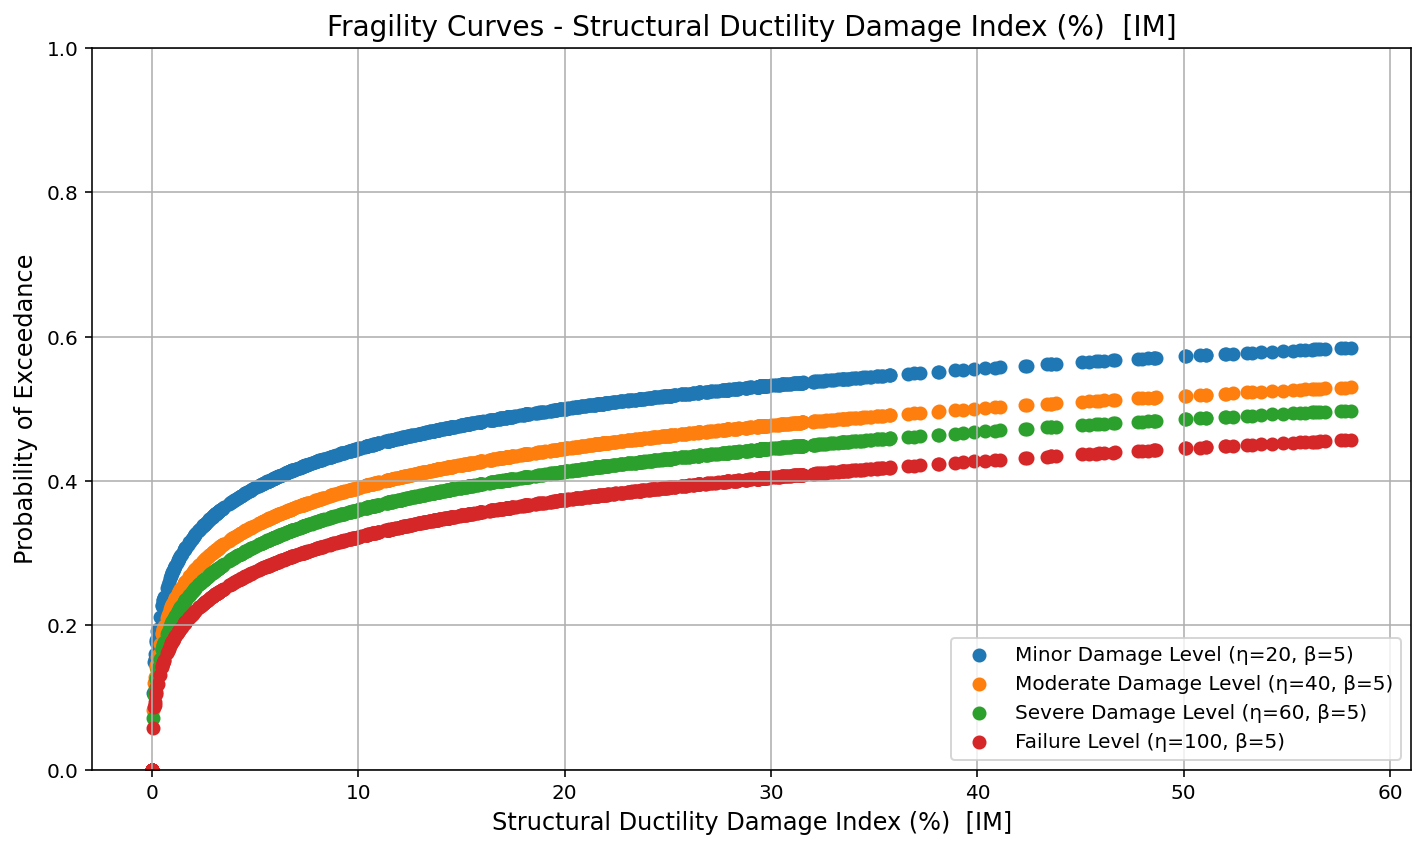 Fragility Curves - Structural Ductility Damage Index (%)  [IM]
Probability of Exceedance
1.0
0.8
0.6
0.4
0.2
0.0
Minor Damage Level (η=20, β=5)
Moderate Damage Level (η=40, β=5)
Severe Damage Level (η=60, β=5)
Failure Level (η=100, β=5)
0 10 20 30 40 50 60
Structural Ductility Damage Index (%)  [IM]